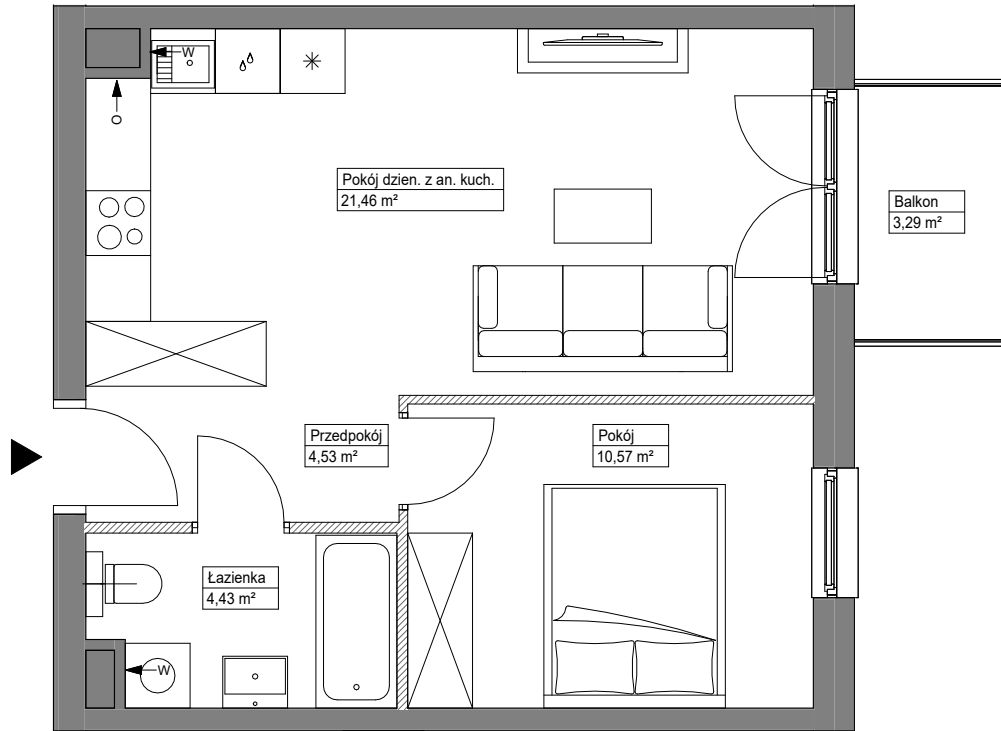 W
Pokój dzien. z an. kuch.
21,46 m²
Balkon
3,29 m²
Przedpokój
4,53 m²
Pokój
10,57 m²
Łazienka
4,43 m²
W